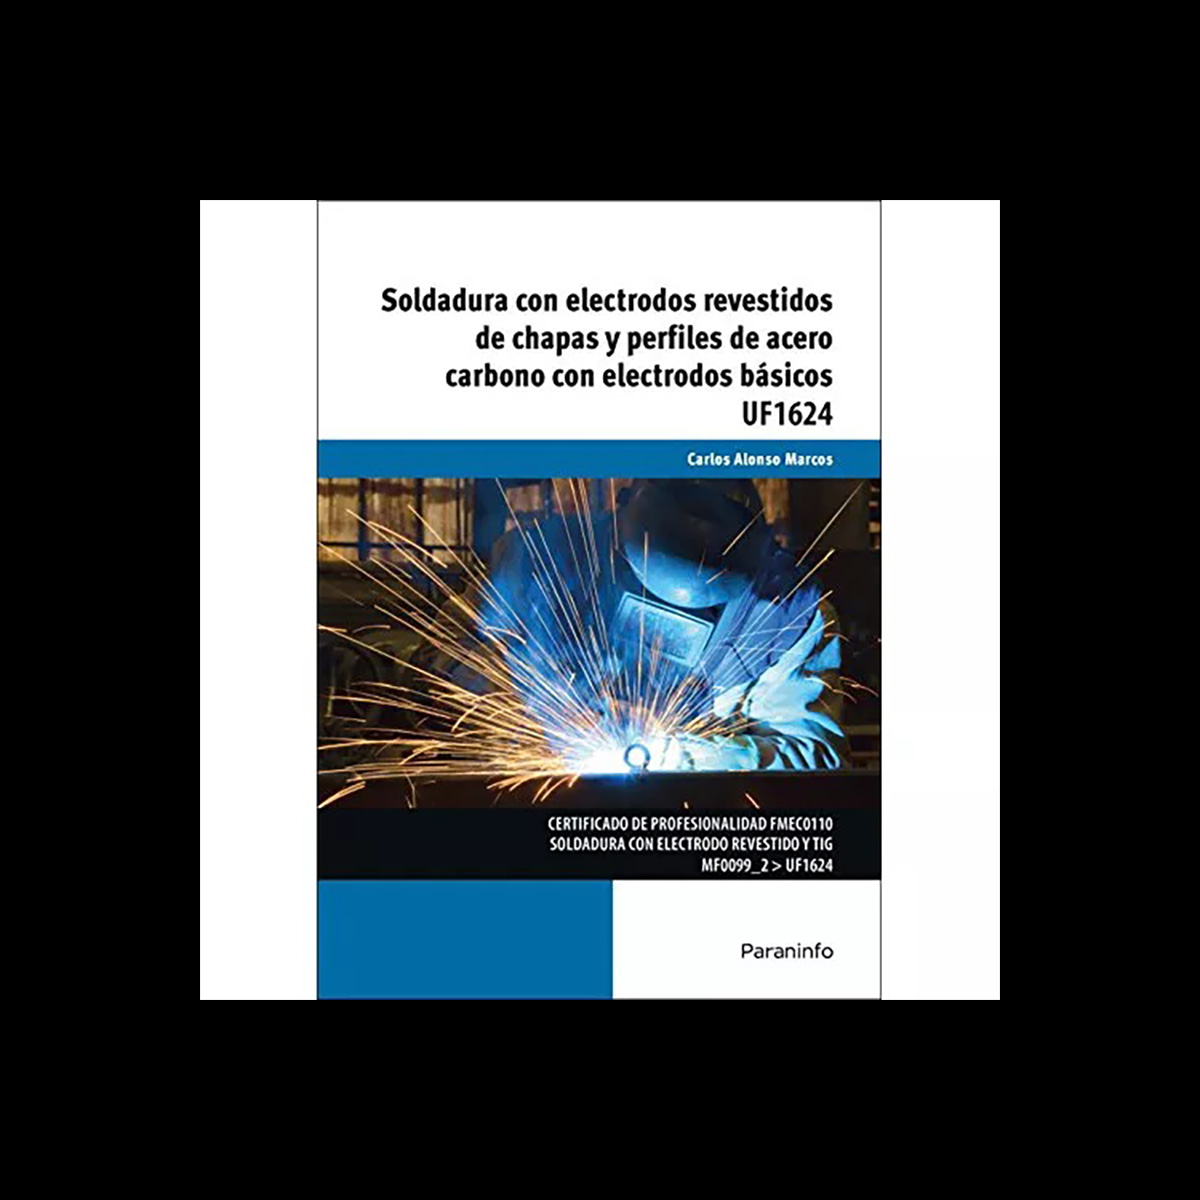 Soldadura con electrodos revestidos
de chapas y perfiles de acero
carbono con electrodos básicos
UF1624
Carlos Alonso Marcos
CERTIFICADO DE PROFESIONALIDAD FMEC0110
SOLDADURA CON ELECTRODO REVESTIDO Y TIG
MF0099_2 > UF1624
Paraninfo